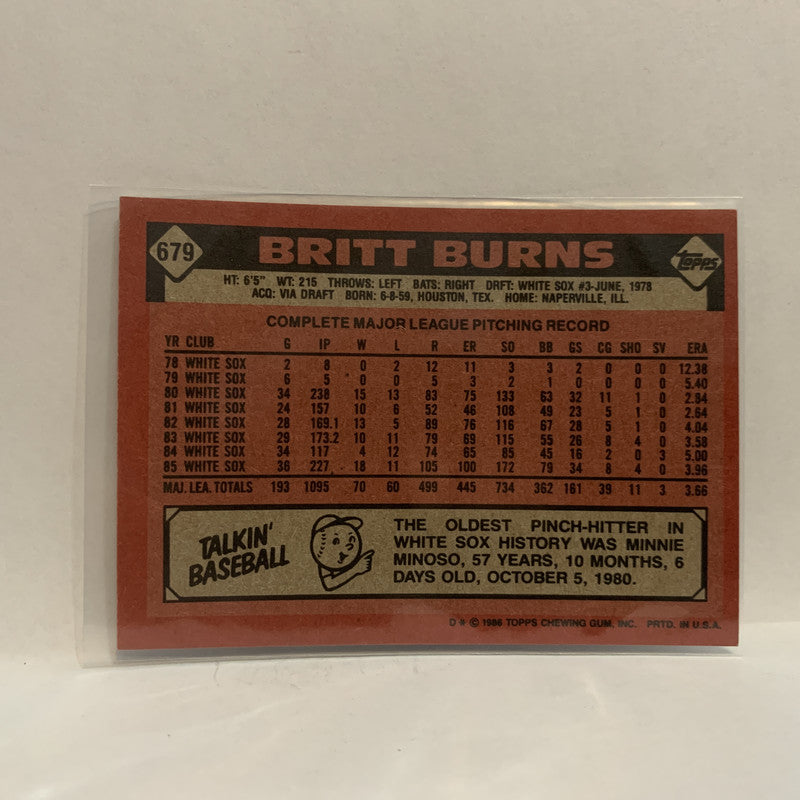 679
BRITT BURNS
Topps
HT: 6'5" WT: 215 THROWS: LEFT BATS: RIGHT DRFT: WHITE SOX #3-JUNE, 1978
ACQ: VIA DRAFT BORN: 6-8-59, HOUSTON, TEX. HOME: NAPERVILLE, ILL.
COMPLETE MAJOR LEAGUE PITCHING RECORD
YR CLUB G IP W L R ER SO BB GS CG SHO SV ERA
78 WHITE SOX 2 8 0 2 12 11 3 3 2 0 0 0 12.38
79 WHITE SOX 6 5 0 0 5 3 2 1 0 0 0 0 5.40
80 WHITE SOX 34 238 15 13 83 75 133 63 32 11 1 0 2.84
81 WHITE SOX 24 157 10 6 52 46 108 49 23 5 1 0 2.64
82 WHITE SOX 28 169.1 13 5 89 76 116 67 28 5 1 0 4.04
83 WHITE SOX 29 173.2 10 11 79 69 115 55 26 8 4 0 3.58
84 WHITE SOX 34 117 4 12 74 65 85 45 16 2 0 3 5.00
85 WHITE SOX 36 227 18 11 105 100 172 79 34 8 4 0 3.96
MAJ. LEA. TOTALS 193 1095 70 60 499 445 734 362 161 39 11 3 3.66
TALKIN'
BASEBALL
THE OLDEST PINCH-HITTER IN
WHITE SOX HISTORY WAS MINNIE
MINOSO, 57 YEARS, 10 MONTHS, 6
DAYS OLD, OCTOBER 5, 1980.
D* © 1986 TOPPS CHEWING GUM, INC. PRTD. IN U.S.A.